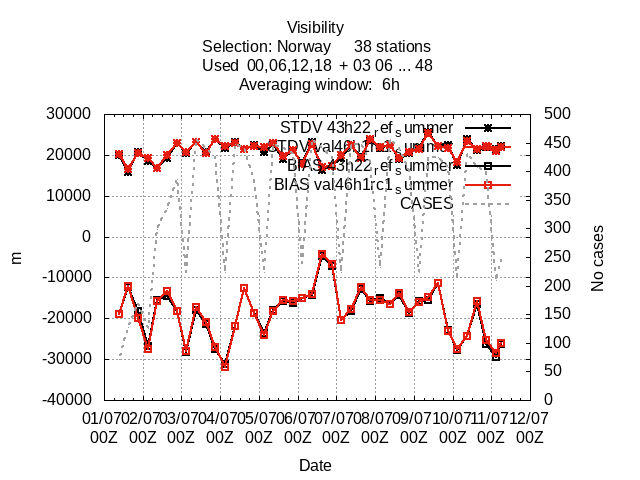 Visibility
Selection: Norway 38 stations
Used 00,06,12,18 + 03 06 ... 48
Averaging window: 6h
30000
20000
10000
0
-10000
-20000
-30000
-40000
m
500
450
400
350
300
250
200
150
100
50
0
No cases
STDV 43h22_ref_summer
STDV val46h1rc1_summer
BIAS 43h22_ref_summer
BIAS val46h1rc1_summer
CASES
01/07 02/07 03/07 04/07 05/07 06/07 07/07 08/07 09/07 10/07 11/07 12/07
00Z 00Z 00Z 00Z 00Z 00Z 00Z 00Z 00Z 00Z 00Z 00Z
Date